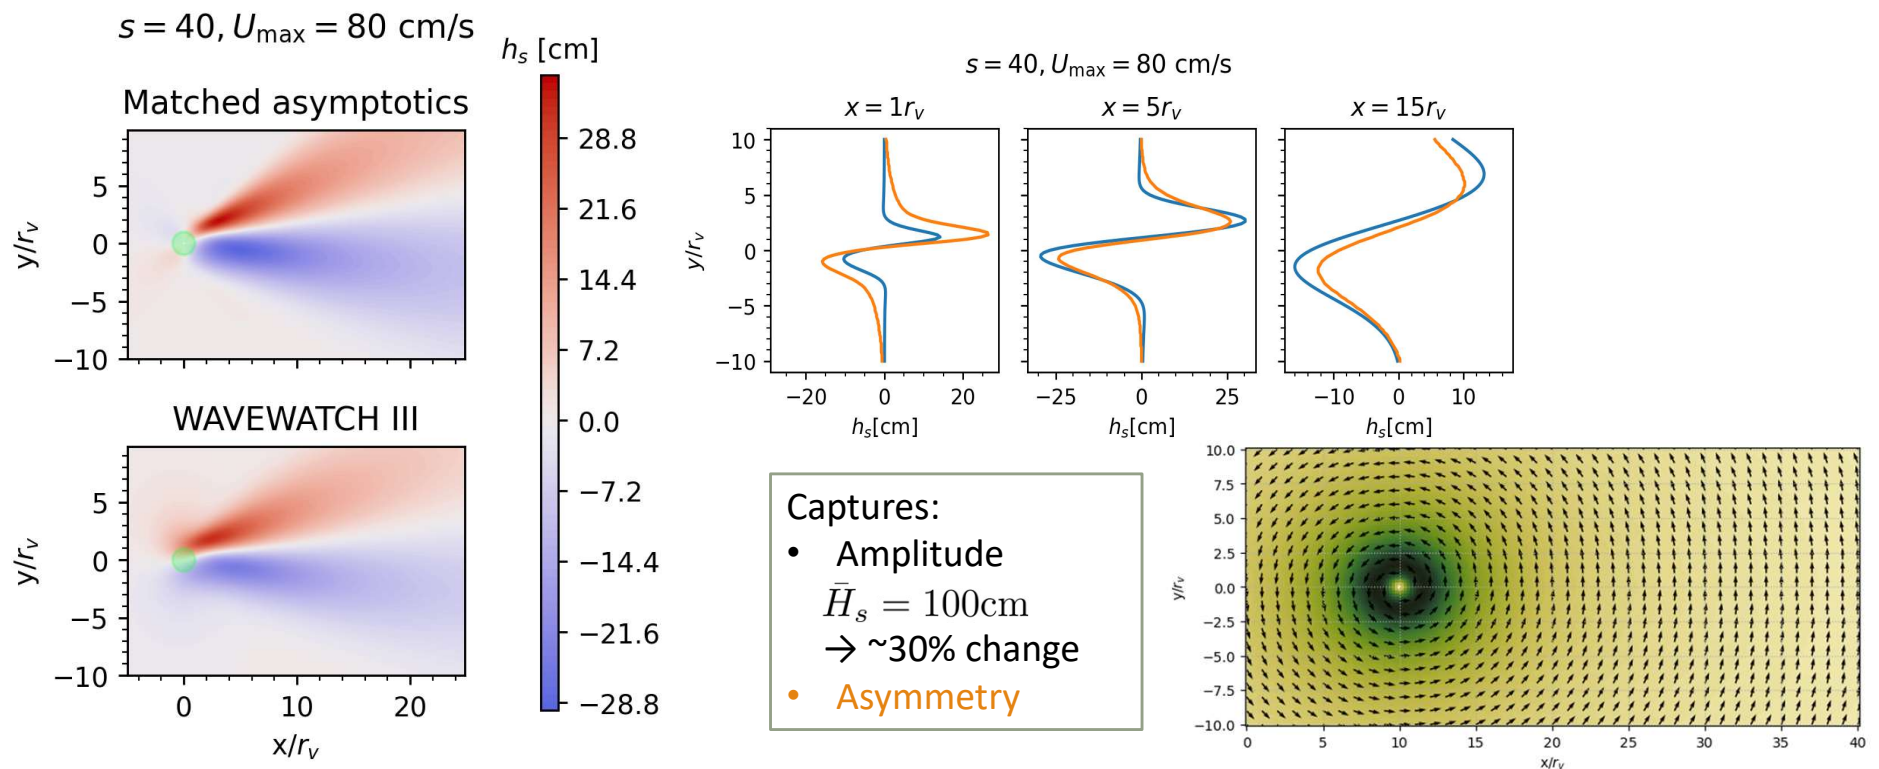 s = 40, U_max = 80 cm/s
h_s [cm]
Matched asymptotics
y/r_v
5
0
−5
−10
WAVEWATCH III
y/r_v
5
0
−5
−10
0 10 20
x/r_v
28.8
21.6
14.4
7.2
0.0
−7.2
−14.4
−21.6
−28.8
s = 40, U_max = 80 cm/s
x = 1r_v x = 5r_v x = 15r_v
y/r_v
10
5
0
−5
−10
−20 0 20
h_s[cm]
−25 0 25
h_s[cm]
−10 0 10
h_s[cm]
Captures:
• Amplitude
H̄_s = 100cm
→ ~30% change
• Asymmetry
y/r_v
10.0
7.5
5.0
2.5
0.0
−2.5
−5.0
−7.5
−10.0
0 5 10 15 20 25 30 35 40
x/r_v